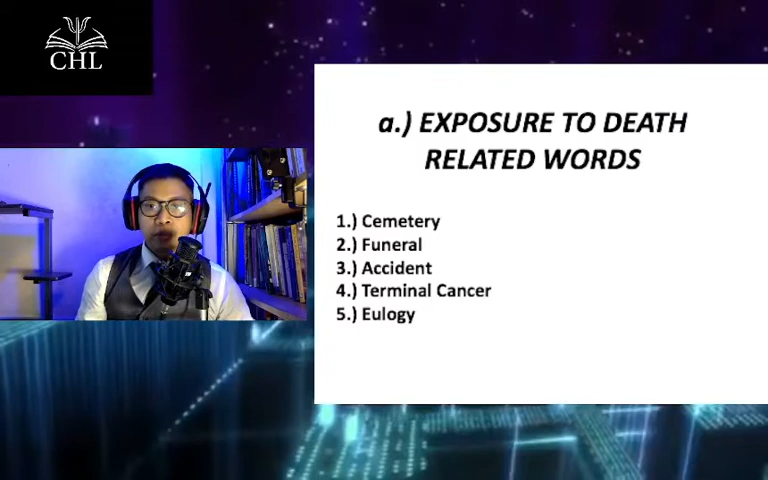 CHL
a.) EXPOSURE TO DEATH
RELATED WORDS
1.) Cemetery
2.) Funeral
3.) Accident
4.) Terminal Cancer
5.) Eulogy